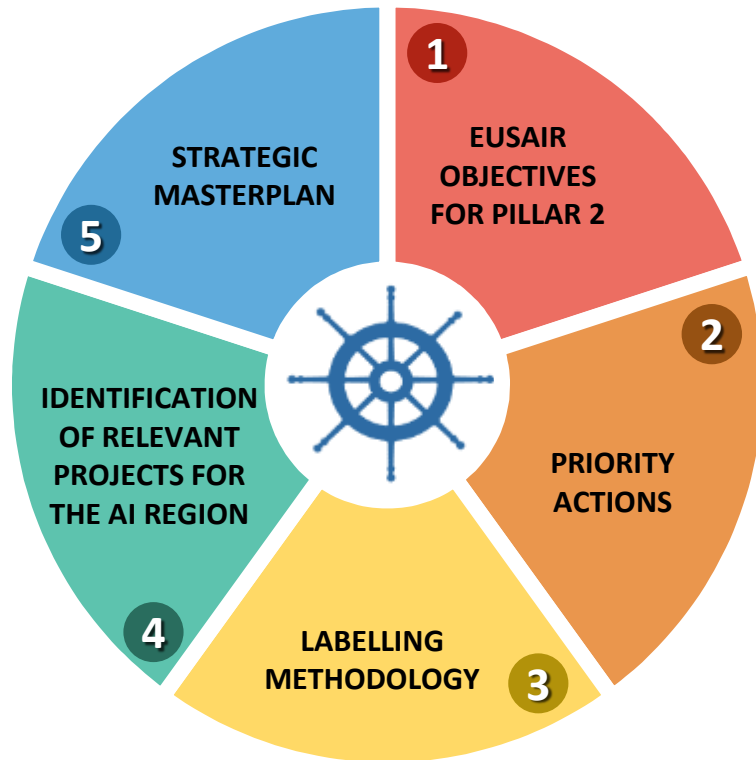 1
EUSAIR
OBJECTIVES
FOR PILLAR 2
2
PRIORITY
ACTIONS
3
LABELLING
METHODOLOGY
4
IDENTIFICATION
OF RELEVANT
PROJECTS FOR
THE AI REGION
5
STRATEGIC
MASTERPLAN